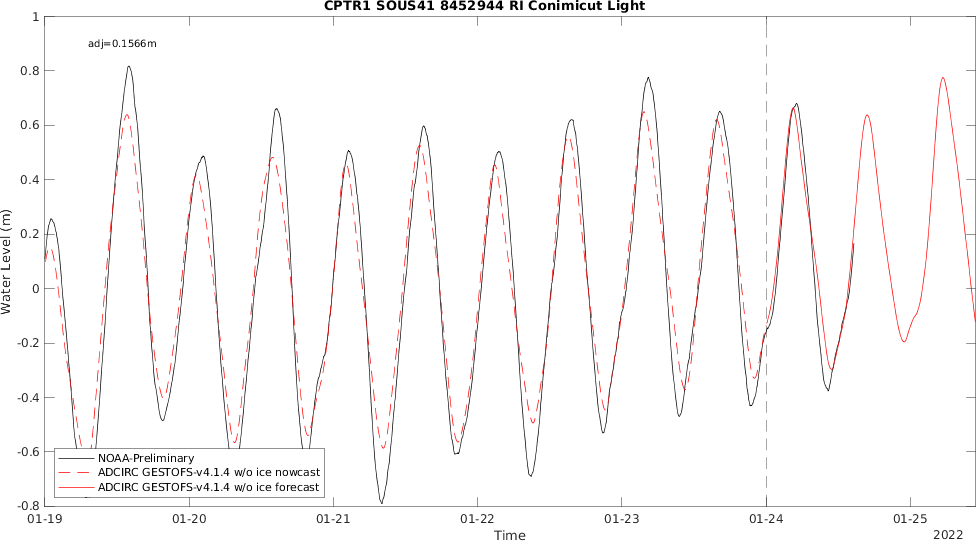 CPTR1 SOUS41 8452944 RI Conimicut Light
adj=0.1566m
1
0.8
0.6
0.4
0.2
0
-0.2
-0.4
-0.6
-0.8
Water Level (m)
NOAA-Preliminary
ADCIRC GESTOFS-v4.1.4 w/o ice nowcast
ADCIRC GESTOFS-v4.1.4 w/o ice forecast
01-19 01-20 01-21 01-22 01-23 01-24 01-25
Time
2022